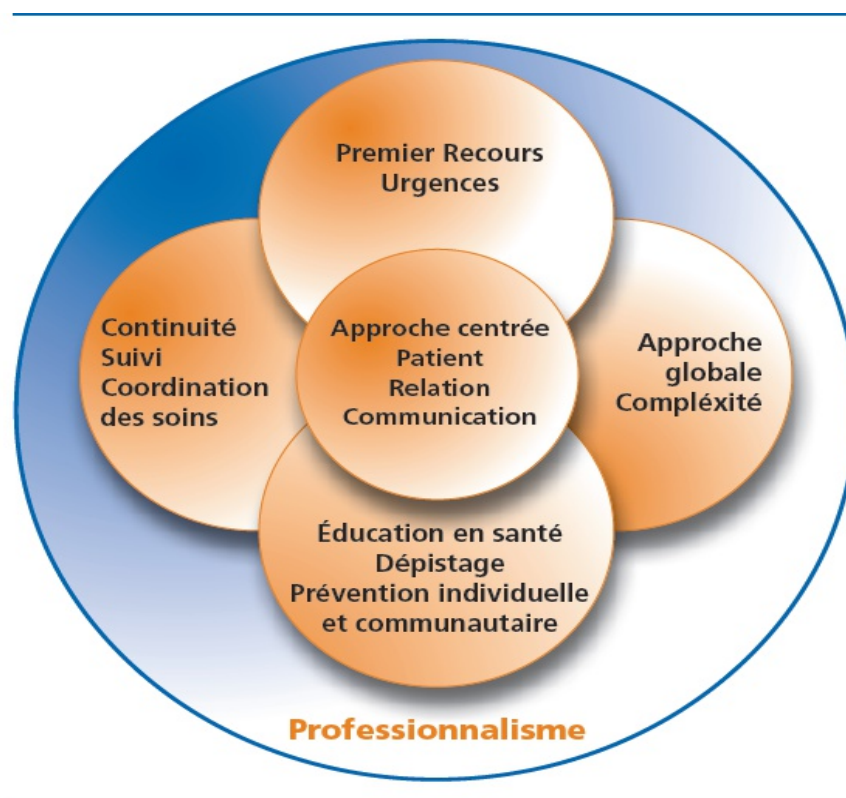 Premier Recours
Urgences
Continuité
Suivi
Coordination
des soins
Approche centrée
Patient
Relation
Communication
Approche
globale
Compléxité
Éducation en santé
Dépistage
Prévention individuelle
et communautaire
Professionnalisme